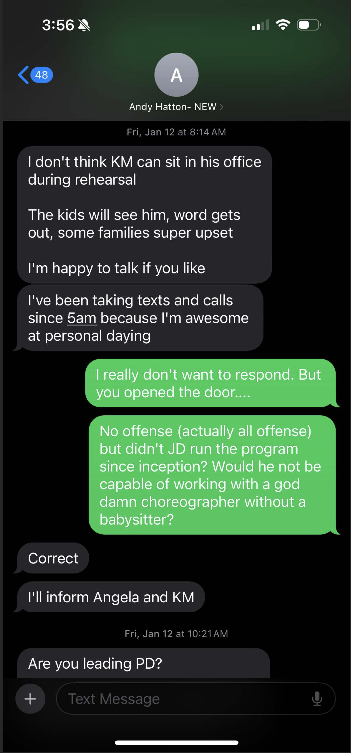 3:56
48
A
Andy Hatton- NEW
Fri, Jan 12 at 8:14 AM
I don't think KM can sit in his office
during rehearsal
The kids will see him, word gets
out, some families super upset
I'm happy to talk if you like
I've been taking texts and calls
since 5am because I'm awesome
at personal daying
I really don't want to respond. But
you opened the door....
No offense (actually all offense)
but didn't JD run the program
since inception? Would he not be
capable of working with a god
damn choreographer without a
babysitter?
Correct
I'll inform Angela and KM
Fri, Jan 12 at 10:21 AM
Are you leading PD?
Text Message